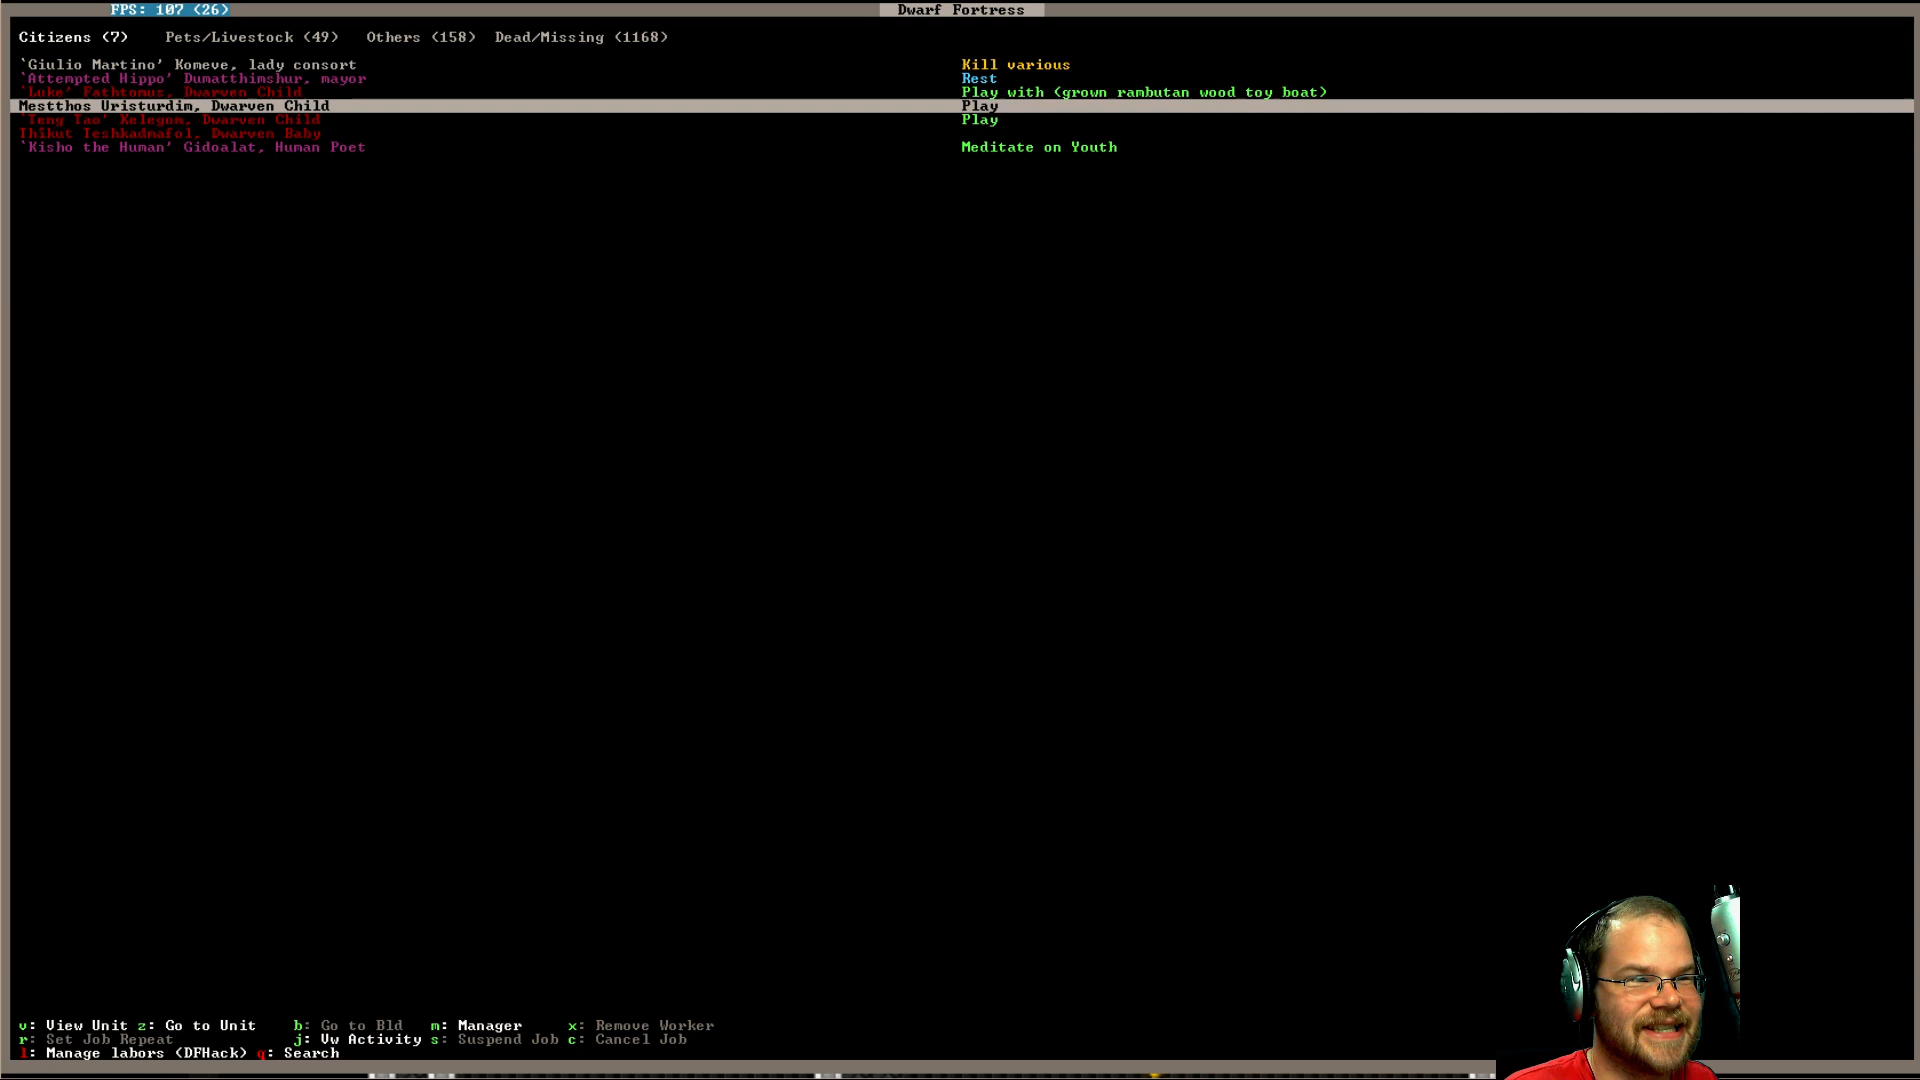 FPS: 107 (26)
Dwarf Fortress
Citizens (7) Pets/Livestock (49) Others (158) Dead/Missing (1168)
`Giulio Martino' Komeve, lady consort Kill various
`Attempted Hippo' Dumatthimshur, mayor Rest
`Luke' Fathtomus, Dwarven Child Play with (grown rambutan wood toy boat)
Mestthos Uristurdim, Dwarven Child Play
`Teng Tao' Kelegom, Dwarven Child Play
Thîkut Teshkadmafol, Dwarven Baby
`Kisho the Human' Gidoalat, Human Poet Meditate on Youth
v: View Unit z: Go to Unit b: Go to Bld m: Manager x: Remove Worker
r: Set Job Repeat j: Vw Activity s: Suspend Job c: Cancel Job
l: Manage labors (DFHack) q: Search